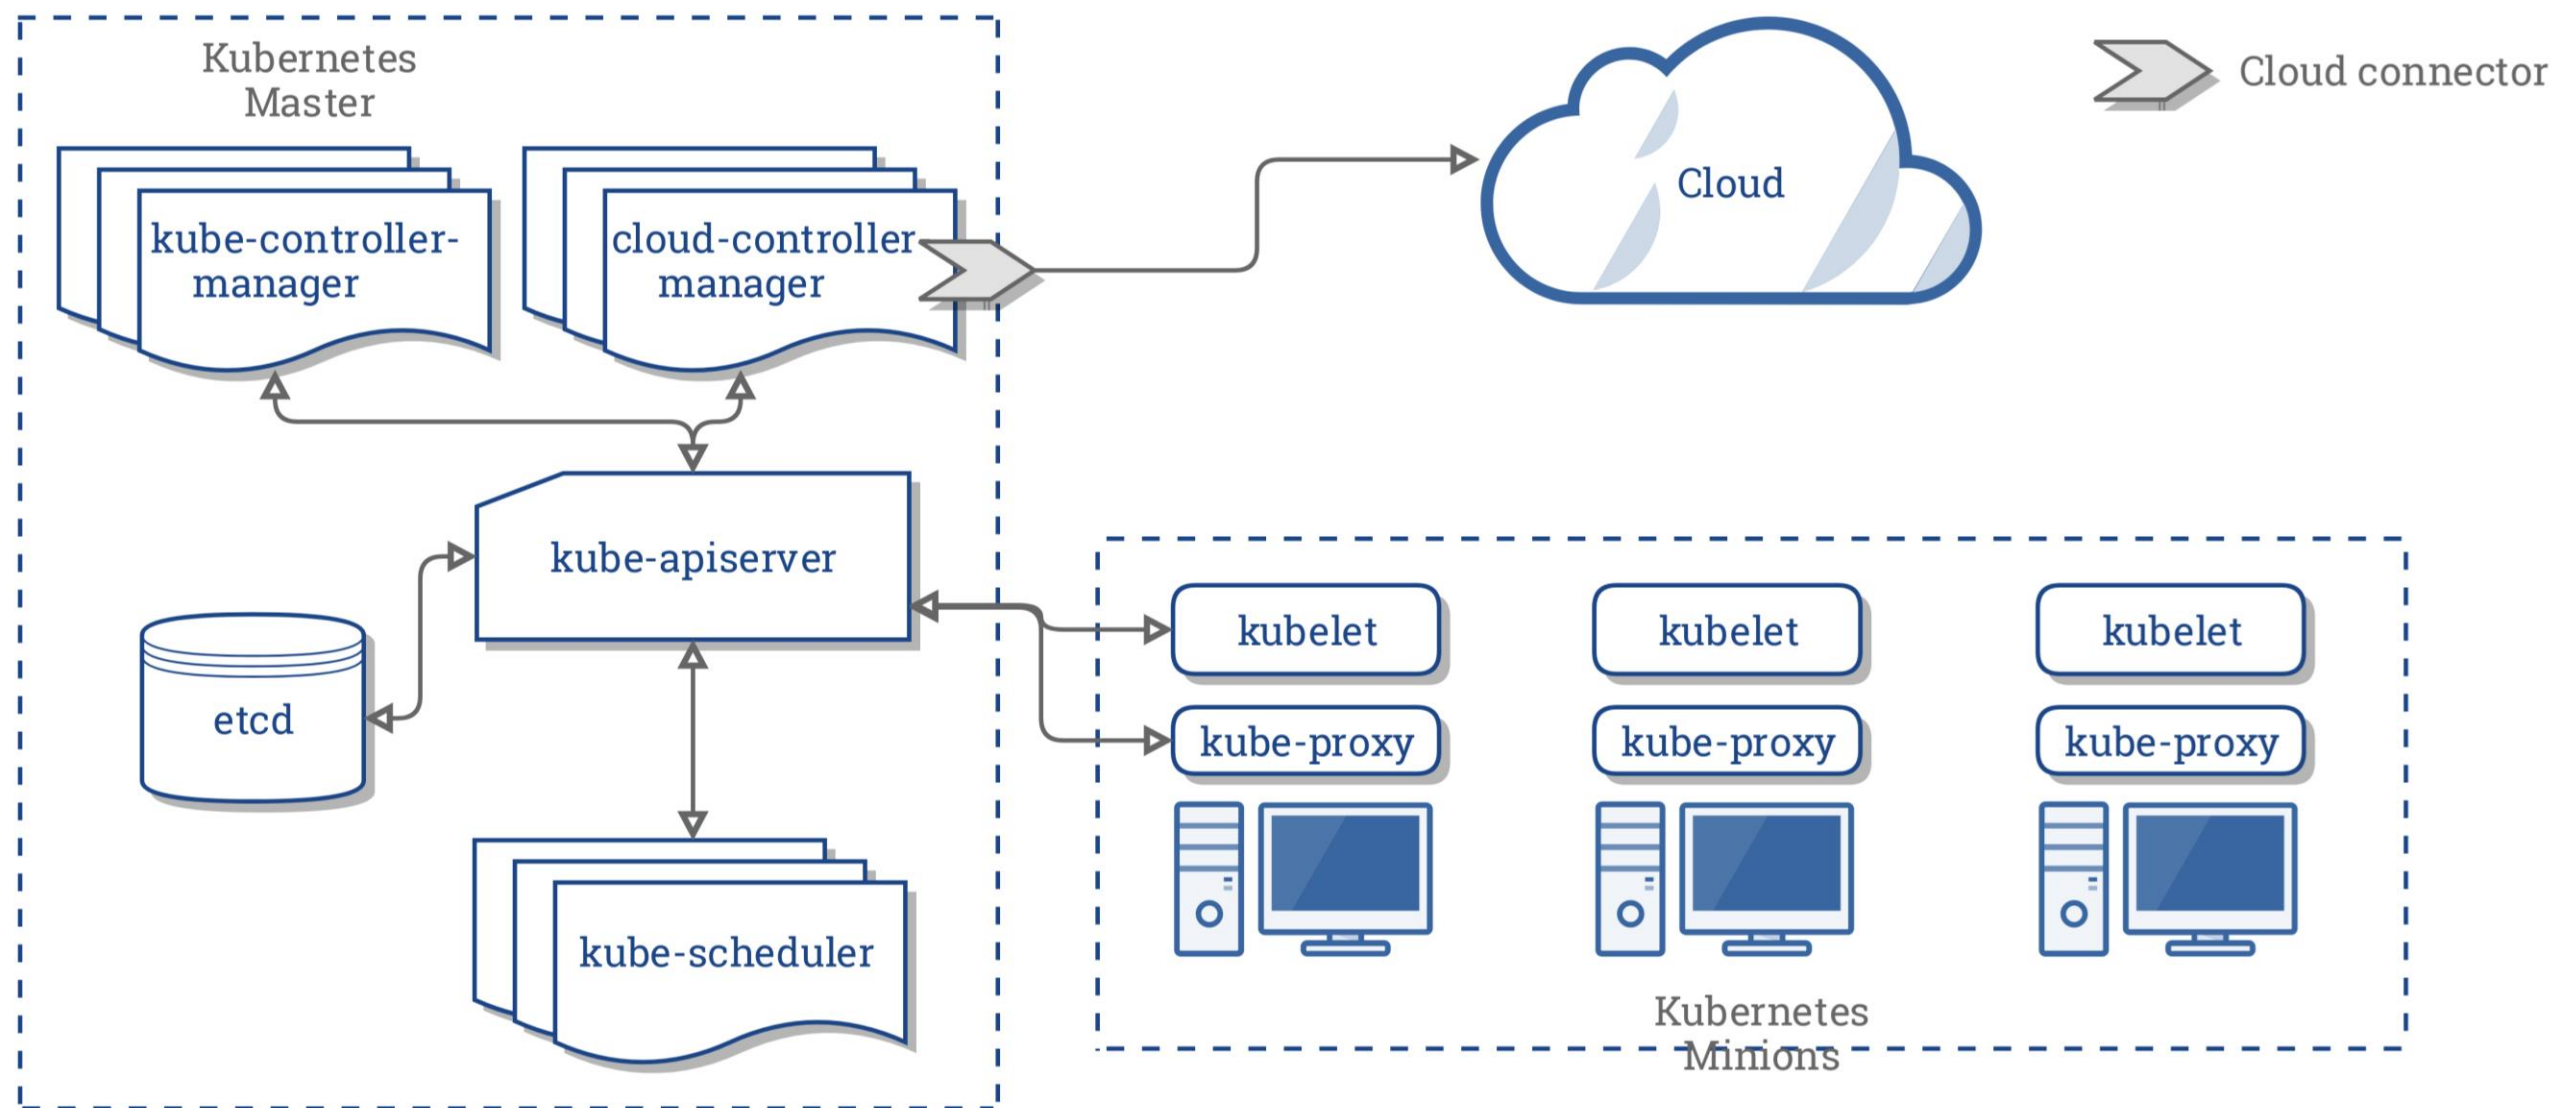 Kubernetes
Master
kube-controller-
manager
cloud-controller
manager
Cloud
Cloud connector
kube-apiserver
etcd
kube-scheduler
kubelet
kubelet
kubelet
kube-proxy
kube-proxy
kube-proxy
Kubernetes
Minions